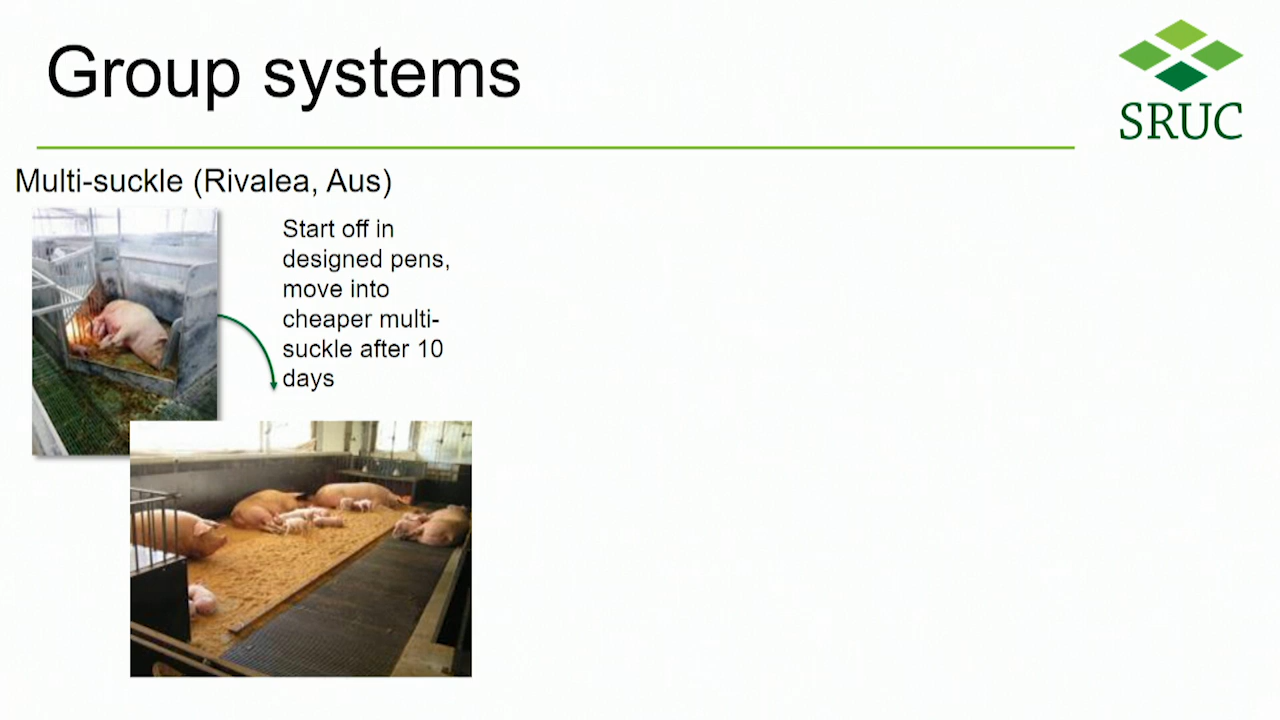 Group systems
SRUC
Multi-suckle (Rivalea, Aus)
Start off in
designed pens,
move into
cheaper multi-
suckle after 10
days